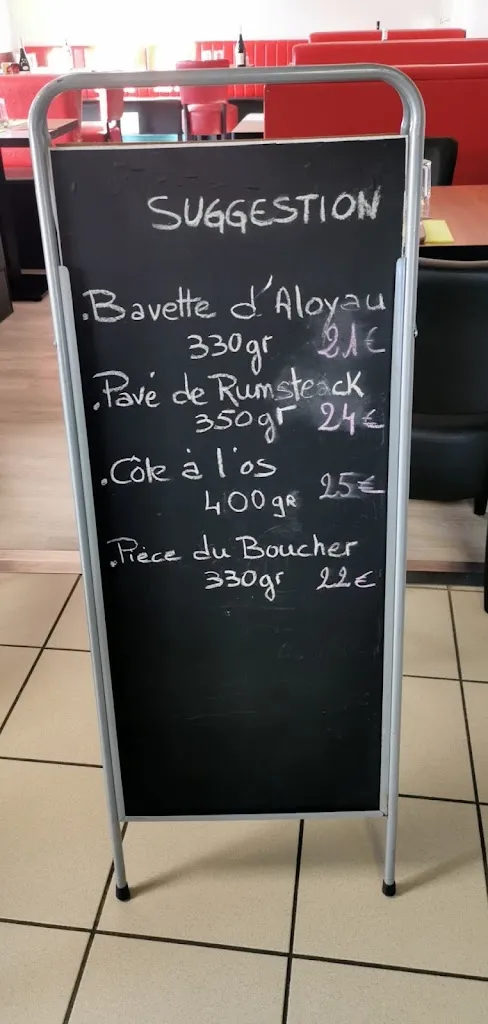 SUGGESTION
.Bavette d'Aloyau
330gr 21€
.Pavé de Rumsteack
350gr 24€
.Côte à l'os
400gR 25€
.Pièce du Boucher
330gr 22€